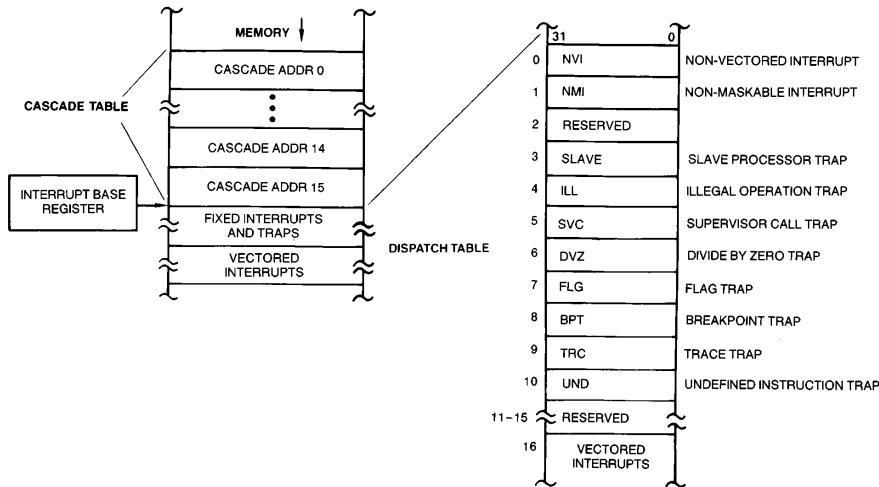 MEMORY
CASCADE ADDR 0
CASCADE TABLE
CASCADE ADDR 14
CASCADE ADDR 15
INTERRUPT BASE
REGISTER
FIXED INTERRUPTS
AND TRAPS
VECTORED
INTERRUPTS
DISPATCH TABLE
31 0
0 NVI NON-VECTORED INTERRUPT
1 NMI NON-MASKABLE INTERRUPT
2 RESERVED
3 SLAVE SLAVE PROCESSOR TRAP
4 ILL ILLEGAL OPERATION TRAP
5 SVC SUPERVISOR CALL TRAP
6 DVZ DIVIDE BY ZERO TRAP
7 FLG FLAG TRAP
8 BPT BREAKPOINT TRAP
9 TRC TRACE TRAP
10 UND UNDEFINED INSTRUCTION TRAP
11–15 RESERVED
16 VECTORED
INTERRUPTS